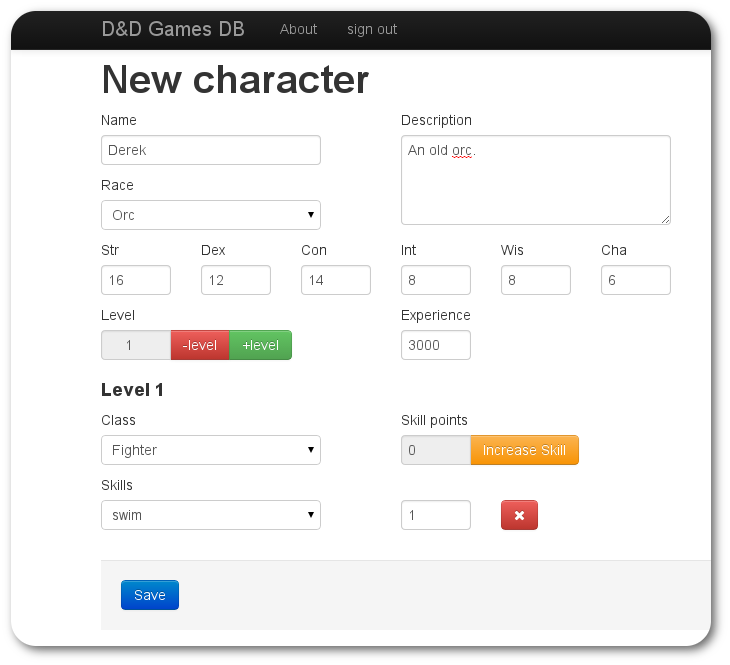 D&D Games DB About sign out
New character
Name Description
Derek An old orc.
Race
Orc
Str Dex Con Int Wis Cha
16 12 14 8 8 6
Level Experience
1 -level +level 3000
Level 1
Class Skill points
Fighter 0 Increase Skill
Skills
swim 1
Save